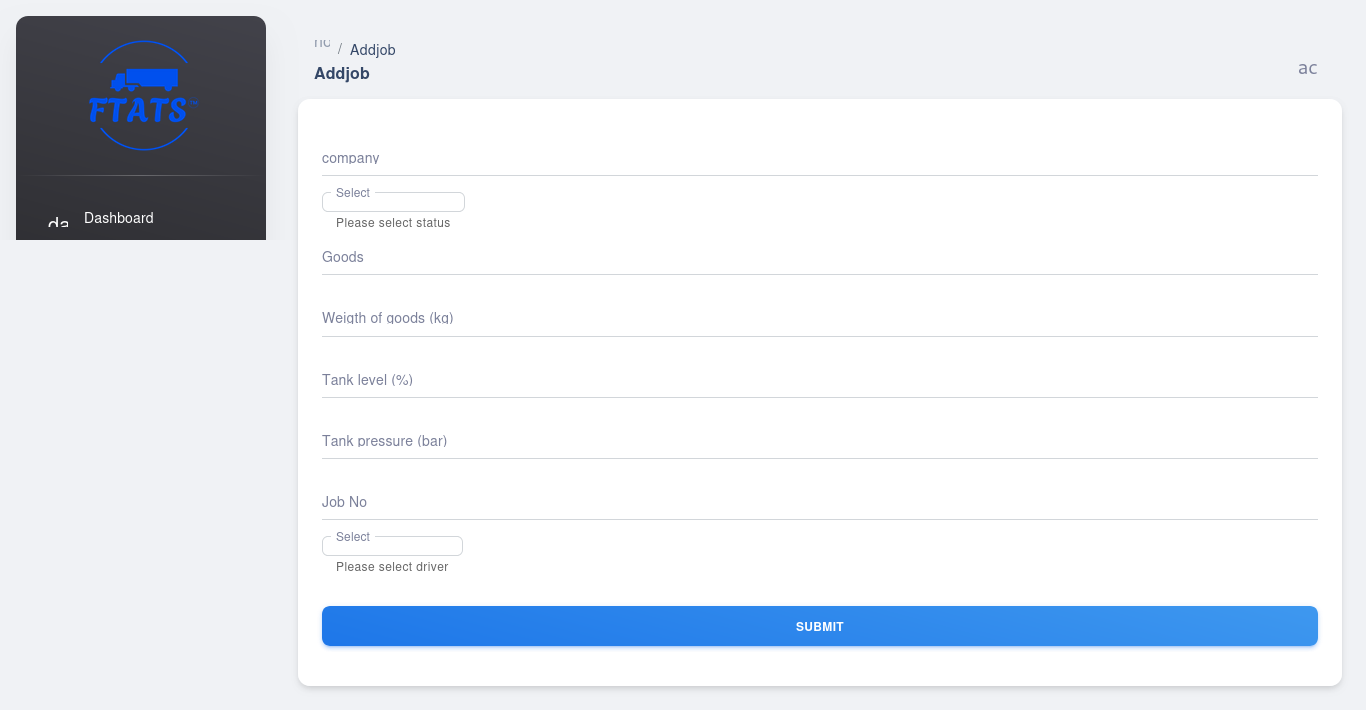 FTATS
da Dashboard
/ Addjob
Addjob
ac
company
Select
Please select status
Goods
Weigth of goods (kg)
Tank level (%)
Tank pressure (bar)
Job No
Select
Please select driver
SUBMIT